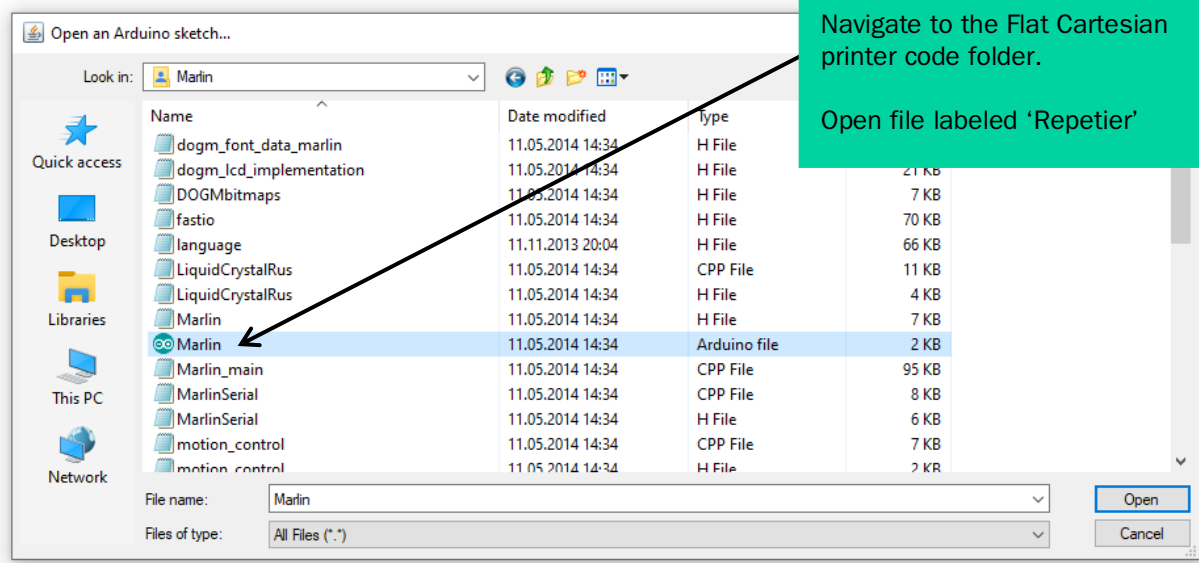 Open an Arduino sketch...
Navigate to the Flat Cartesian
printer code folder.
Open file labeled ‘Repetier’
Look in: Marlin
Name Date modified Type
dogm_font_data_marlin 11.05.2014 14:34 H File
dogm_lcd_implementation 11.05.2014 14:34 H File 21 KB
DOGMbitmaps 11.05.2014 14:34 H File 7 KB
fastio 11.05.2014 14:34 H File 70 KB
language 11.11.2013 20:04 H File 66 KB
LiquidCrystalRus 11.05.2014 14:34 CPP File 11 KB
LiquidCrystalRus 11.05.2014 14:34 H File 4 KB
Marlin 11.05.2014 14:34 H File 7 KB
Marlin 11.05.2014 14:34 Arduino file 2 KB
Marlin_main 11.05.2014 14:34 CPP File 95 KB
MarlinSerial 11.05.2014 14:34 CPP File 8 KB
MarlinSerial 11.05.2014 14:34 H File 6 KB
motion_control 11.05.2014 14:34 CPP File 7 KB
motion_control 11.05.2014 14:34 H File 2 KB
Quick access
Desktop
Libraries
This PC
Network
File name: Marlin Open
Files of type: All Files (*.*) Cancel